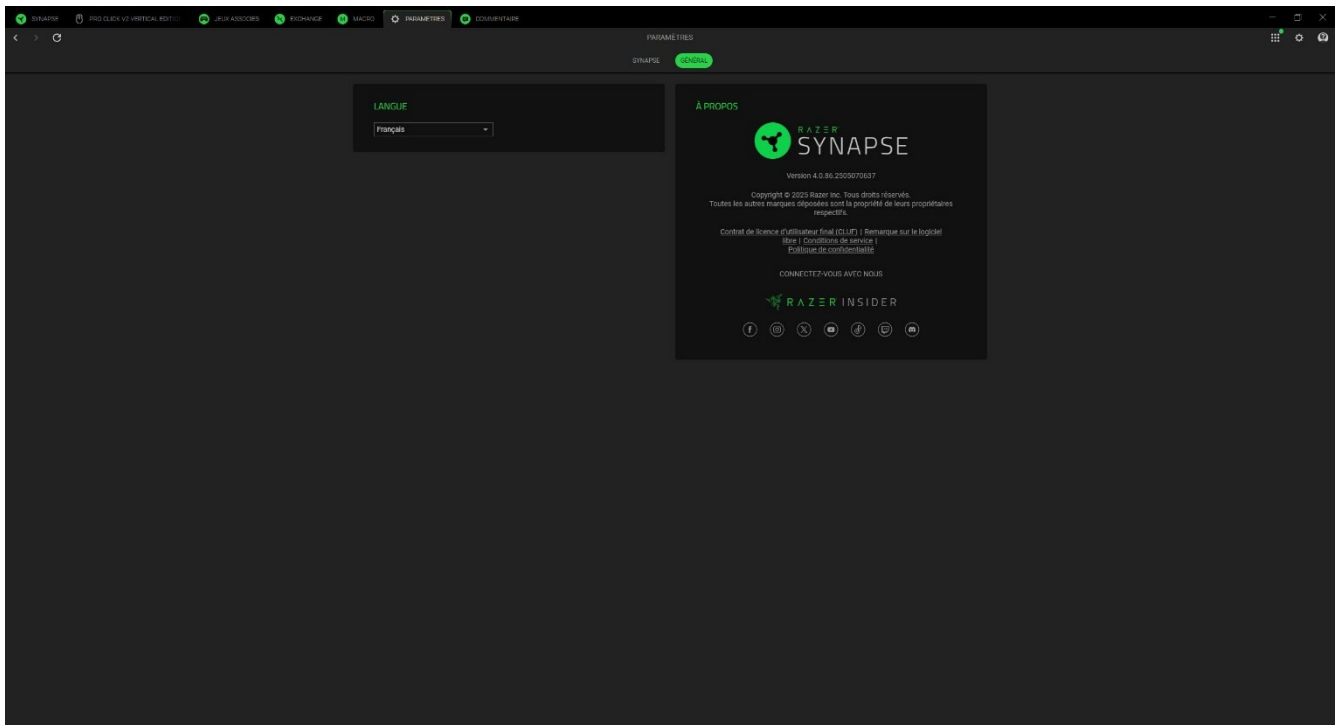 SYNAPSE PRO CLICK V2 VERTICAL EDITIO JEUX ASSOCIÉS EXCHANGE MACRO PARAMÈTRES COMMENTAIRE
PARAMÈTRES
SYNAPSE GÉNÉRAL
LANGUE
Français
À PROPOS
RAZER
SYNAPSE
Version 4.0.86.2505070637
Copyright © 2025 Razer Inc. Tous droits réservés.
Toutes les autres marques déposées sont la propriété de leurs propriétaires
respectifs.
Contrat de licence d'utilisateur final (CLUF) | Remarque sur le logiciel
libre | Conditions de service |
Politique de confidentialité
CONNECTEZ-VOUS AVEC NOUS
RAZER INSIDER